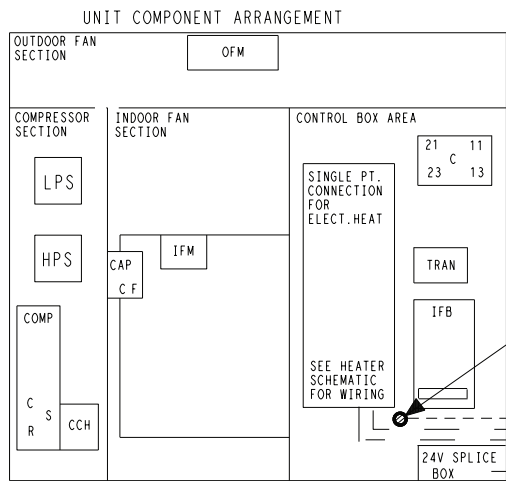 UNIT COMPONENT ARRANGEMENT
OUTDOOR FAN
SECTION
OFM
COMPRESSOR
SECTION
LPS
HPS
COMP
C
S
R
CCH
INDOOR FAN
SECTION
CAP
C F
IFM
CONTROL BOX AREA
SINGLE PT.
CONNECTION
FOR
ELECT.HEAT
SEE HEATER
SCHEMATIC
FOR WIRING
21 11
C
23 13
TRAN
IFB
24V SPLICE
BOX